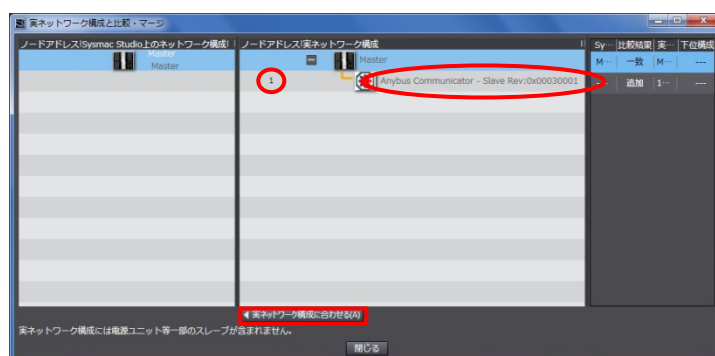 実ネットワーク構成と比較・マージ
ノードアドレス|Sysmac Studio上のネットワーク構成
ノードアドレス|実ネットワーク構成
Sy… 比較結果 実… 下位構成
Master
Master
Master
M… 一致 M… ---
1 Anybus Communicator - Slave Rev:0x00030001
追加 1… ---
実ネットワーク構成に合わせる(A)
実ネットワーク構成には電源ユニット等一部のスレーブが含まれません。
閉じる